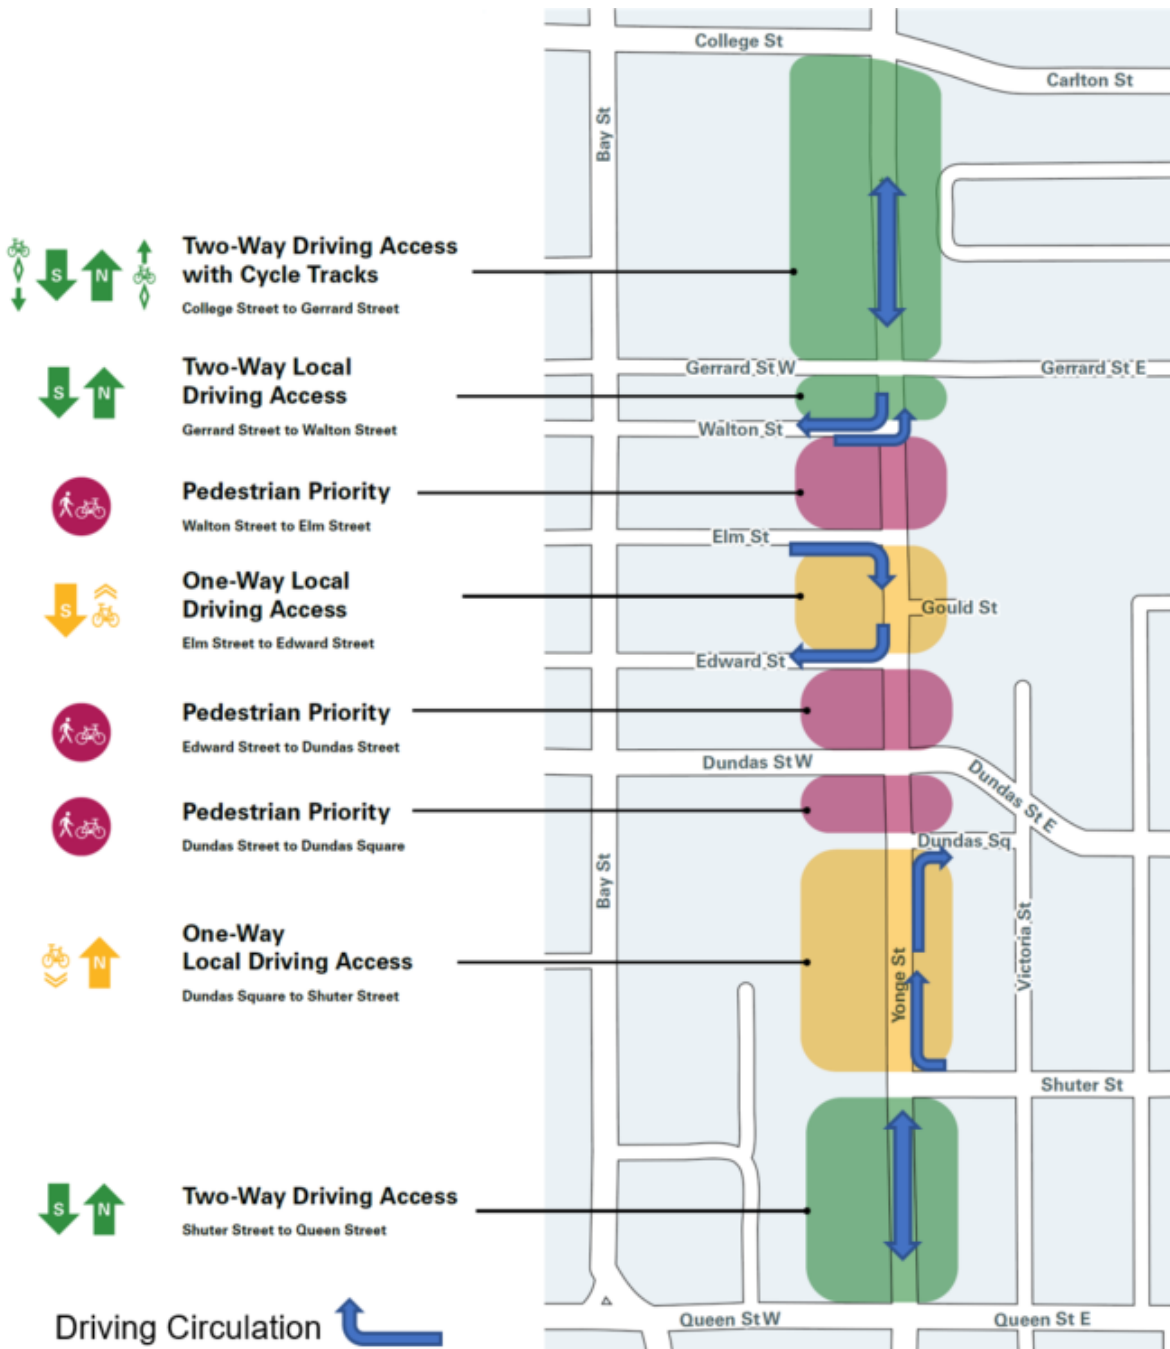 College St
Carlton St
Bay St
S
N
Two-Way Driving Access
with Cycle Tracks
College Street to Gerrard Street
Gerrard St W
Gerrard St E
S
N
Two-Way Local
Driving Access
Gerrard Street to Walton Street
Walton St
Pedestrian Priority
Walton Street to Elm Street
Elm St
S
One-Way Local
Driving Access
Elm Street to Edward Street
Gould St
Edward St
Pedestrian Priority
Edward Street to Dundas Street
Dundas St W
Dundas St E
Pedestrian Priority
Dundas Street to Dundas Square
Dundas Sq
Bay St
Victoria St
Yonge St
N
One-Way
Local Driving Access
Dundas Square to Shuter Street
Shuter St
S
N
Two-Way Driving Access
Shuter Street to Queen Street
Queen St W
Queen St E
Driving Circulation